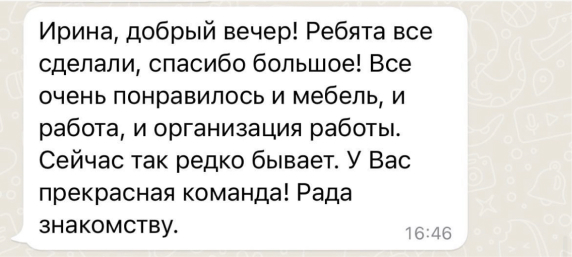 Ирина, добрый вечер! Ребята все
сделали, спасибо большое! Все
очень понравилось и мебель, и
работа, и организация работы.
Сейчас так редко бывает. У Вас
прекрасная команда! Рада
знакомству.
16:46